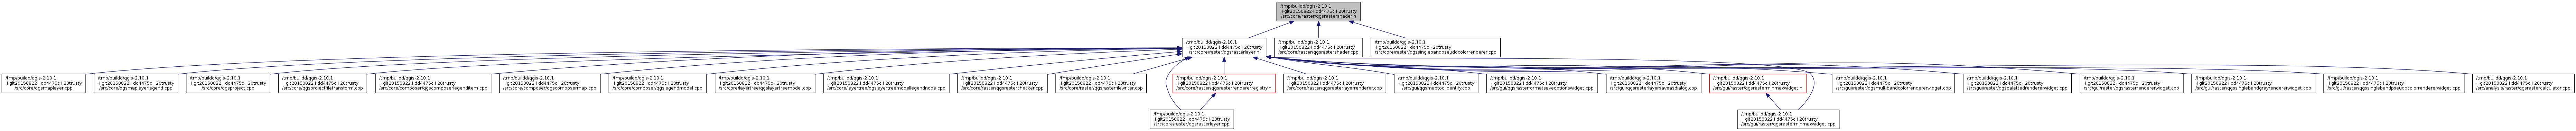 /tmp/buildd/qgis-2.10.1
+git20150822+dd4475c+20trusty
/src/core/raster/qgsrastershader.h
/tmp/buildd/qgis-2.10.1
+git20150822+dd4475c+20trusty
/src/core/raster/qgsrasterlayer.h
/tmp/buildd/qgis-2.10.1
+git20150822+dd4475c+20trusty
/src/core/raster/qgsrastershader.cpp
/tmp/buildd/qgis-2.10.1
+git20150822+dd4475c+20trusty
/src/core/raster/qgssinglebandpseudocolorrenderer.cpp
/tmp/buildd/qgis-2.10.1
+git20150822+dd4475c+20trusty
/src/core/qgsmaplayer.cpp
/tmp/buildd/qgis-2.10.1
+git20150822+dd4475c+20trusty
/src/core/qgsmaplayerlegend.cpp
/tmp/buildd/qgis-2.10.1
+git20150822+dd4475c+20trusty
/src/core/qgsproject.cpp
/tmp/buildd/qgis-2.10.1
+git20150822+dd4475c+20trusty
/src/core/qgsprojectfiletransform.cpp
/tmp/buildd/qgis-2.10.1
+git20150822+dd4475c+20trusty
/src/core/composer/qgscomposerlegenditem.cpp
/tmp/buildd/qgis-2.10.1
+git20150822+dd4475c+20trusty
/src/core/composer/qgscomposermap.cpp
/tmp/buildd/qgis-2.10.1
+git20150822+dd4475c+20trusty
/src/core/composer/qgslegendmodel.cpp
/tmp/buildd/qgis-2.10.1
+git20150822+dd4475c+20trusty
/src/core/layertree/qgslayertreemodel.cpp
/tmp/buildd/qgis-2.10.1
+git20150822+dd4475c+20trusty
/src/core/layertree/qgslayertreemodellegendnode.cpp
/tmp/buildd/qgis-2.10.1
+git20150822+dd4475c+20trusty
/src/core/raster/qgsrasterchecker.cpp
/tmp/buildd/qgis-2.10.1
+git20150822+dd4475c+20trusty
/src/core/raster/qgsrasterfilewriter.cpp
/tmp/buildd/qgis-2.10.1
+git20150822+dd4475c+20trusty
/src/core/raster/qgsrasterrendererregistry.h
/tmp/buildd/qgis-2.10.1
+git20150822+dd4475c+20trusty
/src/core/raster/qgsrasterlayerrenderer.cpp
/tmp/buildd/qgis-2.10.1
+git20150822+dd4475c+20trusty
/src/gui/qgsmaptoolidentify.cpp
/tmp/buildd/qgis-2.10.1
+git20150822+dd4475c+20trusty
/src/gui/qgsrasterformatsaveoptionswidget.cpp
/tmp/buildd/qgis-2.10.1
+git20150822+dd4475c+20trusty
/src/gui/qgsrasterlayersaveasdialog.cpp
/tmp/buildd/qgis-2.10.1
+git20150822+dd4475c+20trusty
/src/gui/raster/qgsrasterminmaxwidget.h
/tmp/buildd/qgis-2.10.1
+git20150822+dd4475c+20trusty
/src/gui/raster/qgsmultibandcolorrendererwidget.cpp
/tmp/buildd/qgis-2.10.1
+git20150822+dd4475c+20trusty
/src/gui/raster/qgspalettedrendererwidget.cpp
/tmp/buildd/qgis-2.10.1
+git20150822+dd4475c+20trusty
/src/gui/raster/qgsrasterrendererwidget.cpp
/tmp/buildd/qgis-2.10.1
+git20150822+dd4475c+20trusty
/src/gui/raster/qgssinglebandgrayrendererwidget.cpp
/tmp/buildd/qgis-2.10.1
+git20150822+dd4475c+20trusty
/src/gui/raster/qgssinglebandpseudocolorrendererwidget.cpp
/tmp/buildd/qgis-2.10.1
+git20150822+dd4475c+20trusty
/src/analysis/raster/qgsrastercalculator.cpp
/tmp/buildd/qgis-2.10.1
+git20150822+dd4475c+20trusty
/src/core/raster/qgsrasterlayer.cpp
/tmp/buildd/qgis-2.10.1
+git20150822+dd4475c+20trusty
/src/gui/raster/qgsrasterminmaxwidget.cpp